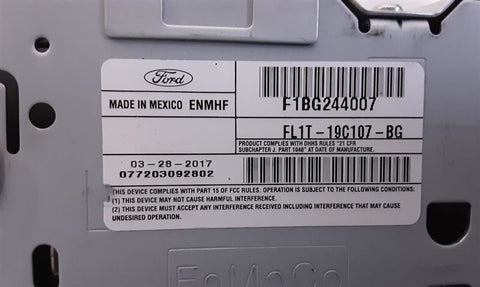 Ford
MADE IN MEXICO ENMHF
F1BG244007
FL1T-19C107-BG
PRODUCT COMPLIES WITH DHHS RULES "21 CFR
SUBCHAPTER J, PART 1040" AT DATE OF MANUFACTURE.
03-28-2017
077203092802
THIS DEVICE COMPLIES WITH PART 15 OF FCC RULES. OPERATION IS SUBJECT TO THE FOLLOWING CONDITIONS:
(1) THIS DEVICE MAY NOT CAUSE HARMFUL INTERFERENCE.
(2) THIS DEVICE MUST ACCEPT ANY INTERFERENCE RECEIVED INCLUDING INTERFERENCE THAT MAY CAUSE
UNDESIRED OPERATION.
FoMoCo